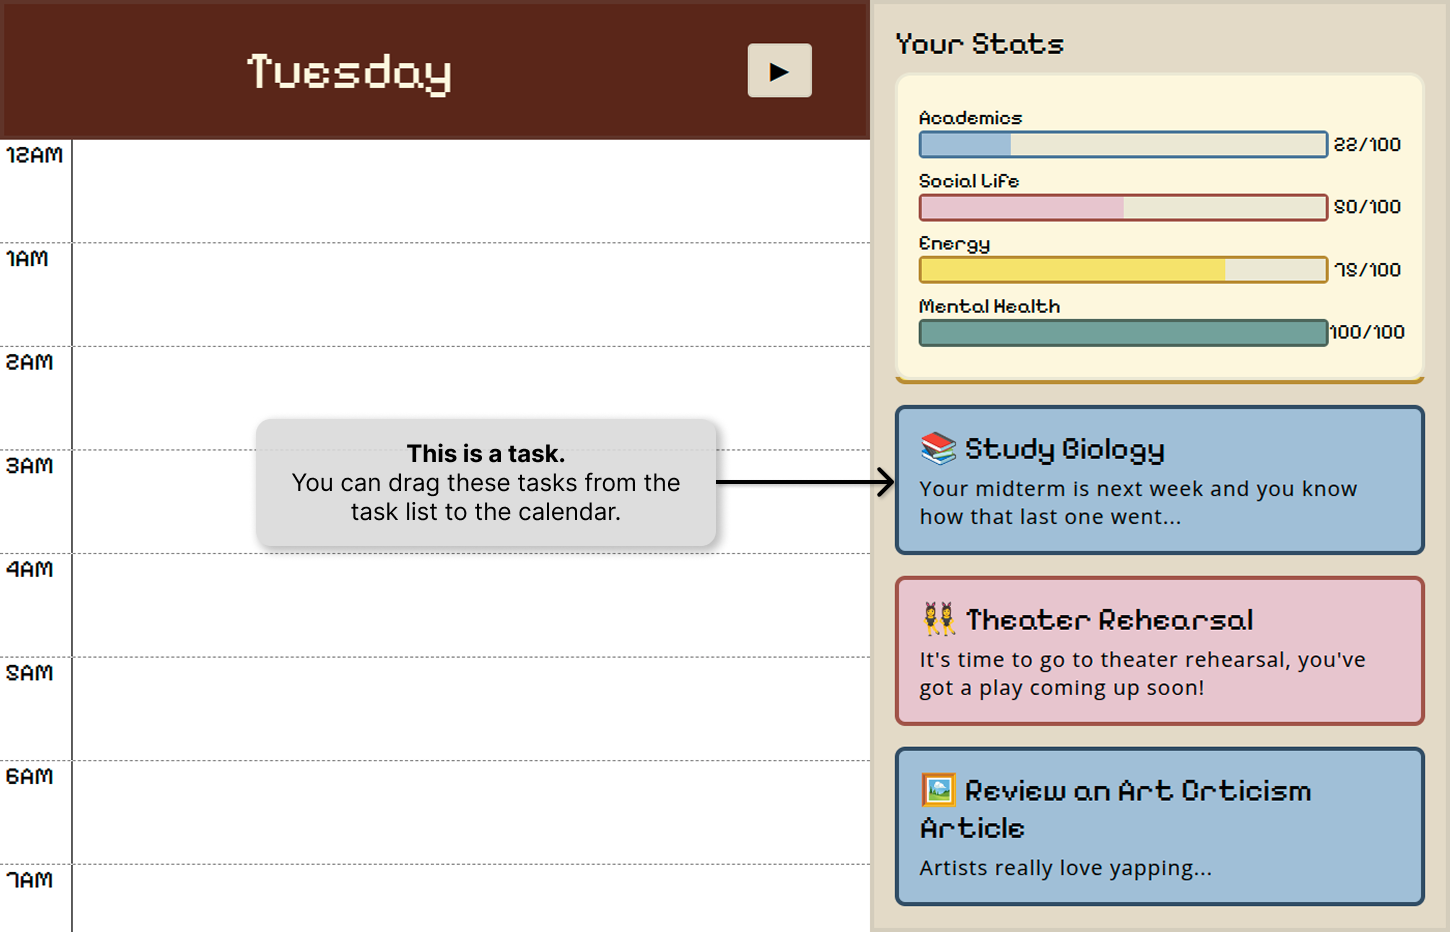 Tuesday
▶
12AM
1AM
2AM
3AM
4AM
5AM
6AM
7AM
This is a task.
You can drag these tasks from the
task list to the calendar.
Your Stats
Academics
22/100
Social Life
50/100
Energy
75/100
Mental Health
100/100
Study Biology
Your midterm is next week and you know
how that last one went...
Theater Rehearsal
It's time to go to theater rehearsal, you've
got a play coming up soon!
Review an Art Crticism
Article
Artists really love yapping...